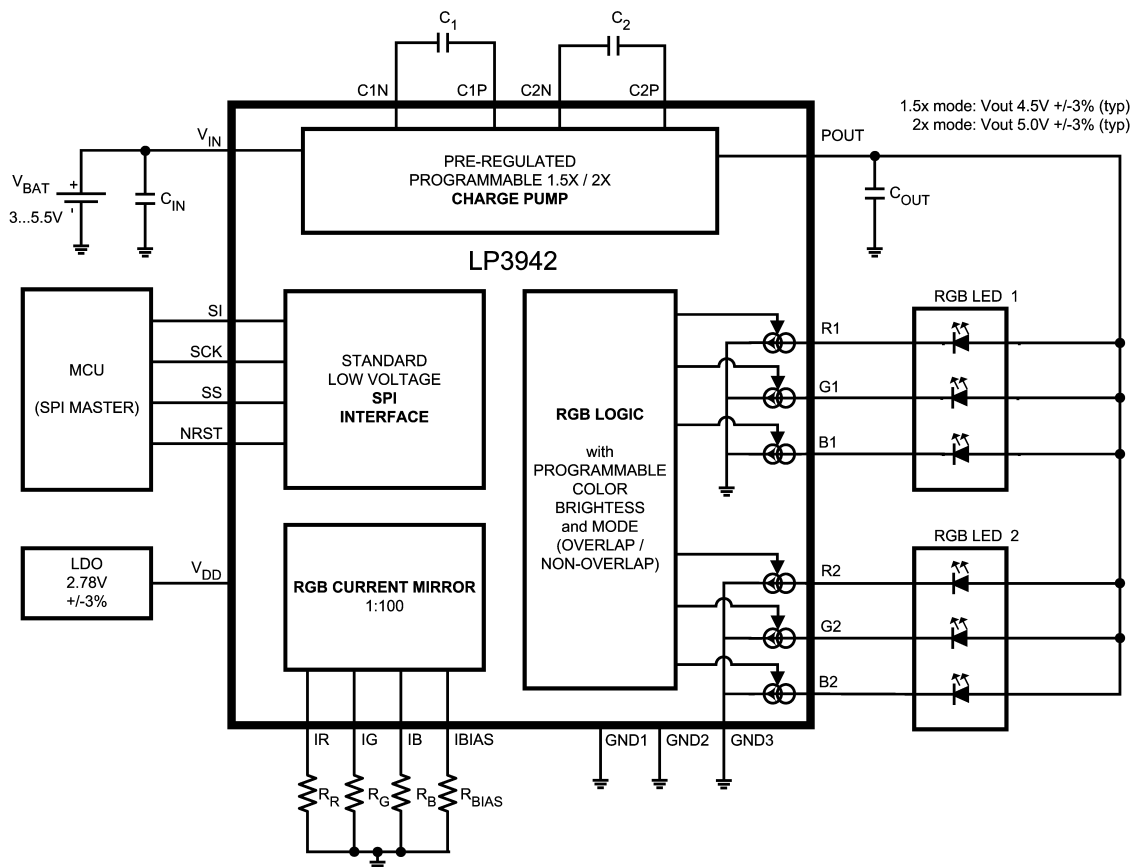 C1
C2
C1N
C1P
C2N
C2P
1.5x mode: Vout 4.5V +/-3% (typ)
2x mode: Vout 5.0V +/-3% (typ)
VIN
POUT
PRE-REGULATED
PROGRAMMABLE 1.5X / 2X
CHARGE PUMP
VBAT
+
-
3...5.5V
CIN
COUT
LP3942
MCU
(SPI MASTER)
SI
SCK
SS
NRST
STANDARD
LOW VOLTAGE
SPI
INTERFACE
RGB LOGIC
with
PROGRAMMABLE
COLOR
BRIGHTESS
and MODE
(OVERLAP /
NON-OVERLAP)
RGB LED 1
R1
G1
B1
LDO
2.78V
+/-3%
VDD
RGB CURRENT MIRROR
1:100
RGB LED 2
R2
G2
B2
IR
IG
IB
IBIAS
GND1
GND2
GND3
RR
RG
RB
RBIAS